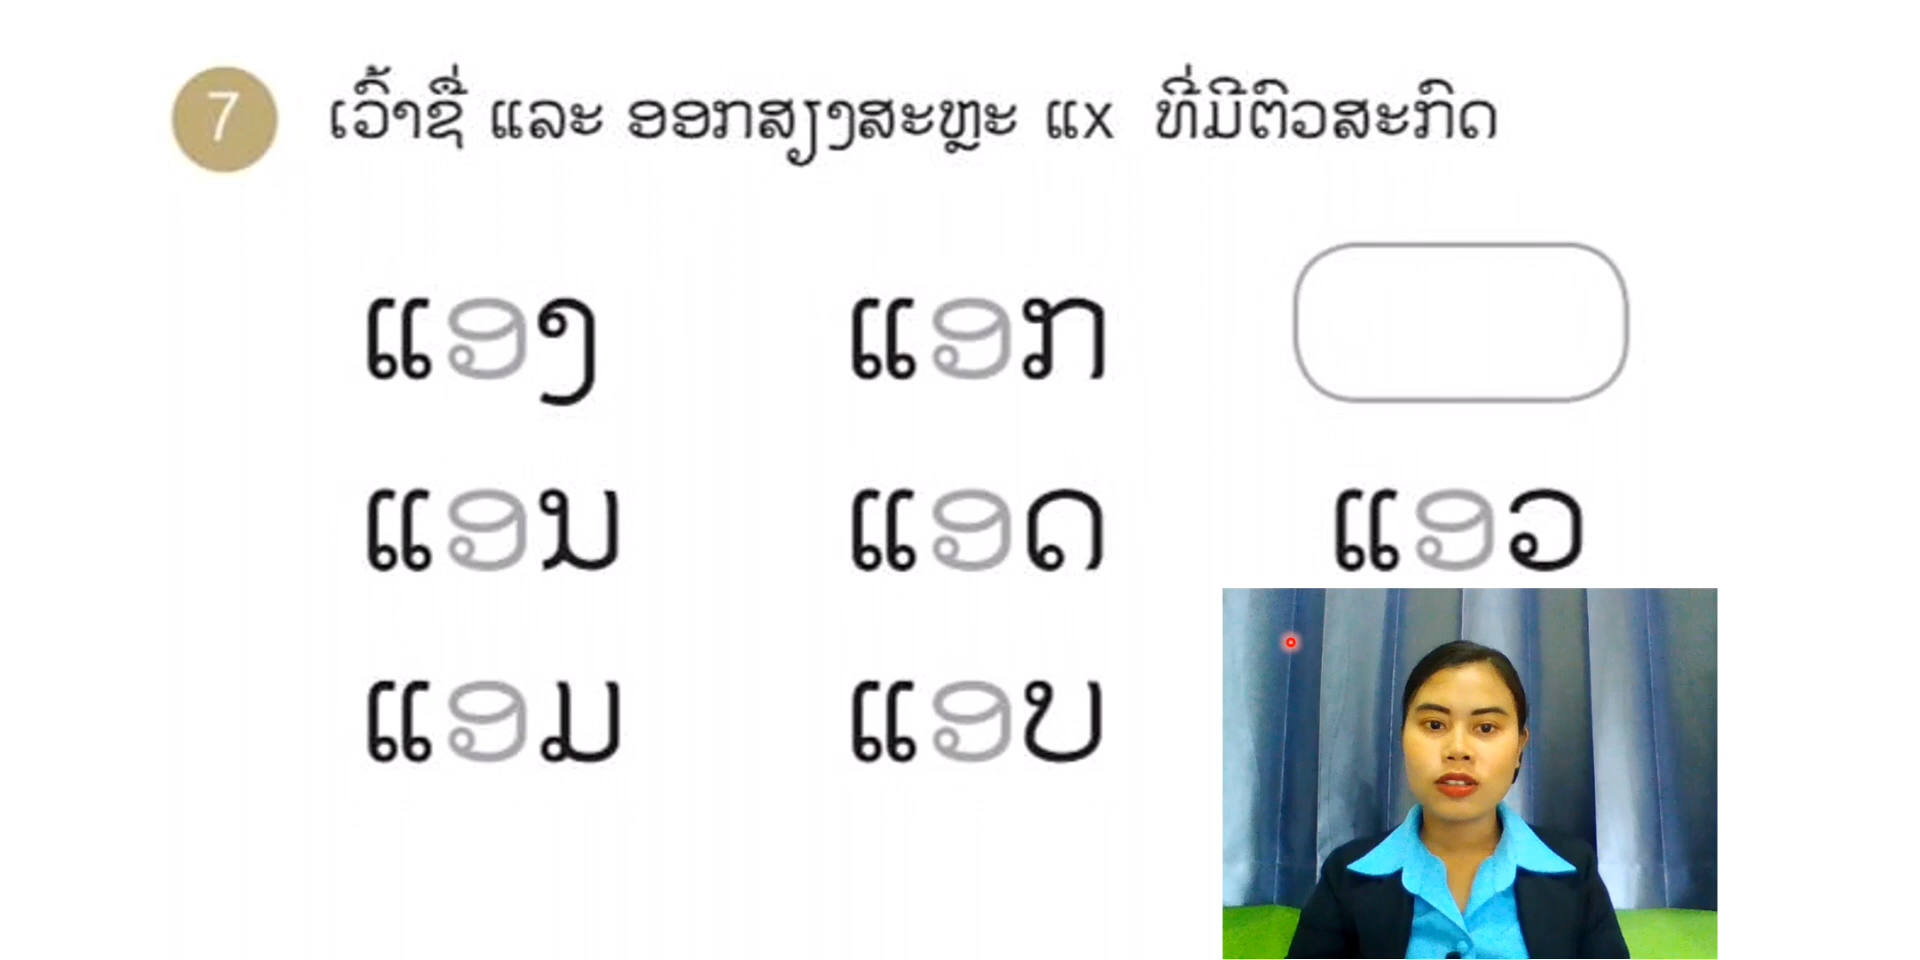 7 ເວົ້າຊື່ ແລະ ອອກສຽງສະຫຼະ ແx ທີ່ມີຕົວສະກົດ
ແອງ ແອກ
ແອນ ແອດ ແອວ
ແອມ ແອບ